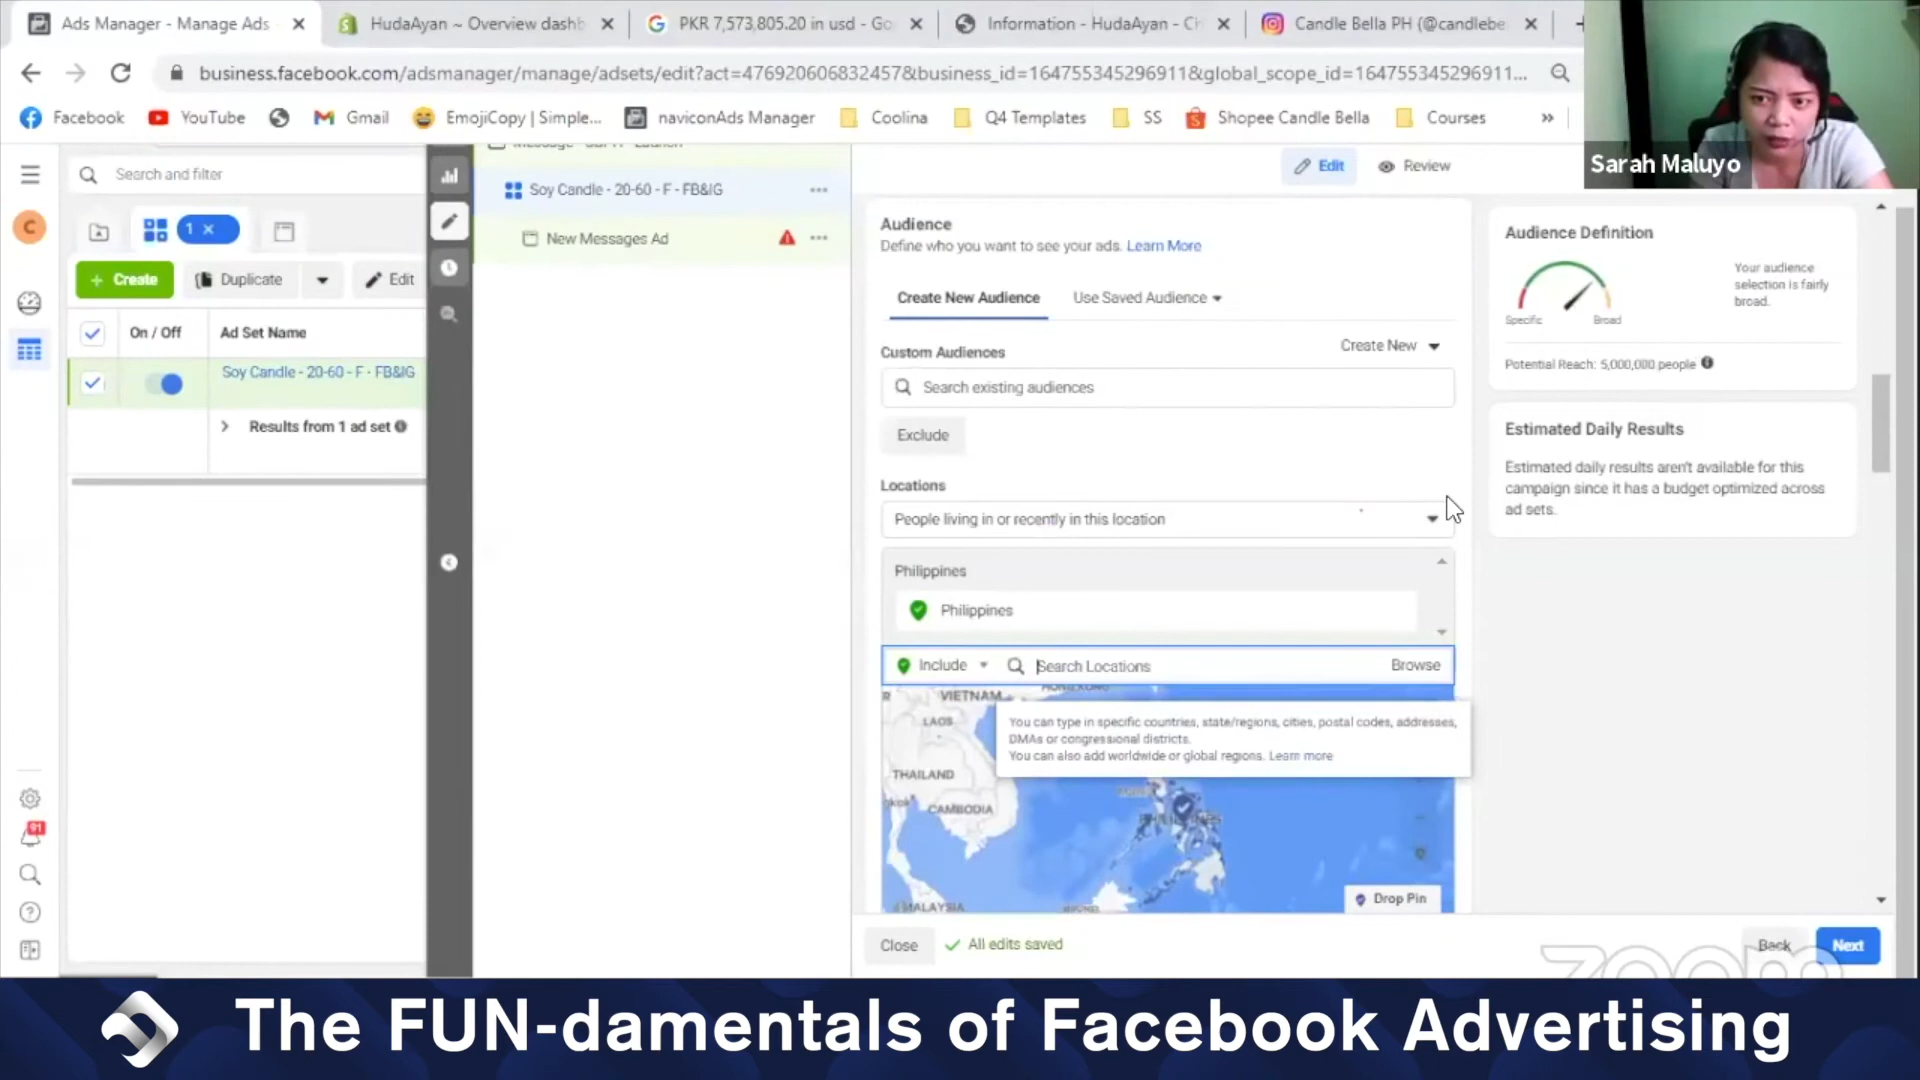 Ads Manager - Manage Ads
HudaAyan ~ Overview dashb
PKR 7,573,805.20 in usd - Go
Information - HudaAyan - Ch
Candle Bella PH (@candlebe
business.facebook.com/adsmanager/manage/adsets/edit?act=476920606832457&business_id=164755345296911&global_scope_id=164755345296911...
Facebook
YouTube
Gmail
EmojiCopy | Simple...
naviconAds Manager
Coolina
Q4 Templates
SS
Shopee Candle Bella
Courses
»
Sarah Maluyo
Search and filter
C
1 ×
+ Create
Duplicate
Edit
On / Off
Ad Set Name
Soy Candle - 20-60 - F - FB&IG
Results from 1 ad set
91
Soy Candle - 20-60 - F - FB&IG
New Messages Ad
Edit
Review
Audience
Define who you want to see your ads. Learn More
Create New Audience
Use Saved Audience
Custom Audiences
Create New
Search existing audiences
Exclude
Locations
People living in or recently in this location
Philippines
Philippines
Include
Search Locations
Browse
You can type in specific countries, state/regions, cities, postal codes, addresses,
DMAs or congressional districts.
You can also add worldwide or global regions. Learn more
VIETNAM
LAOS
THAILAND
CAMBODIA
MALAYSIA
Drop Pin
Close
All edits saved
Back
Next
Audience Definition
Your audience
selection is fairly
broad.
Specific
Broad
Potential Reach: 5,000,000 people
Estimated Daily Results
Estimated daily results aren't available for this
campaign since it has a budget optimized across
ad sets.
zoom
The FUN-damentals of Facebook Advertising